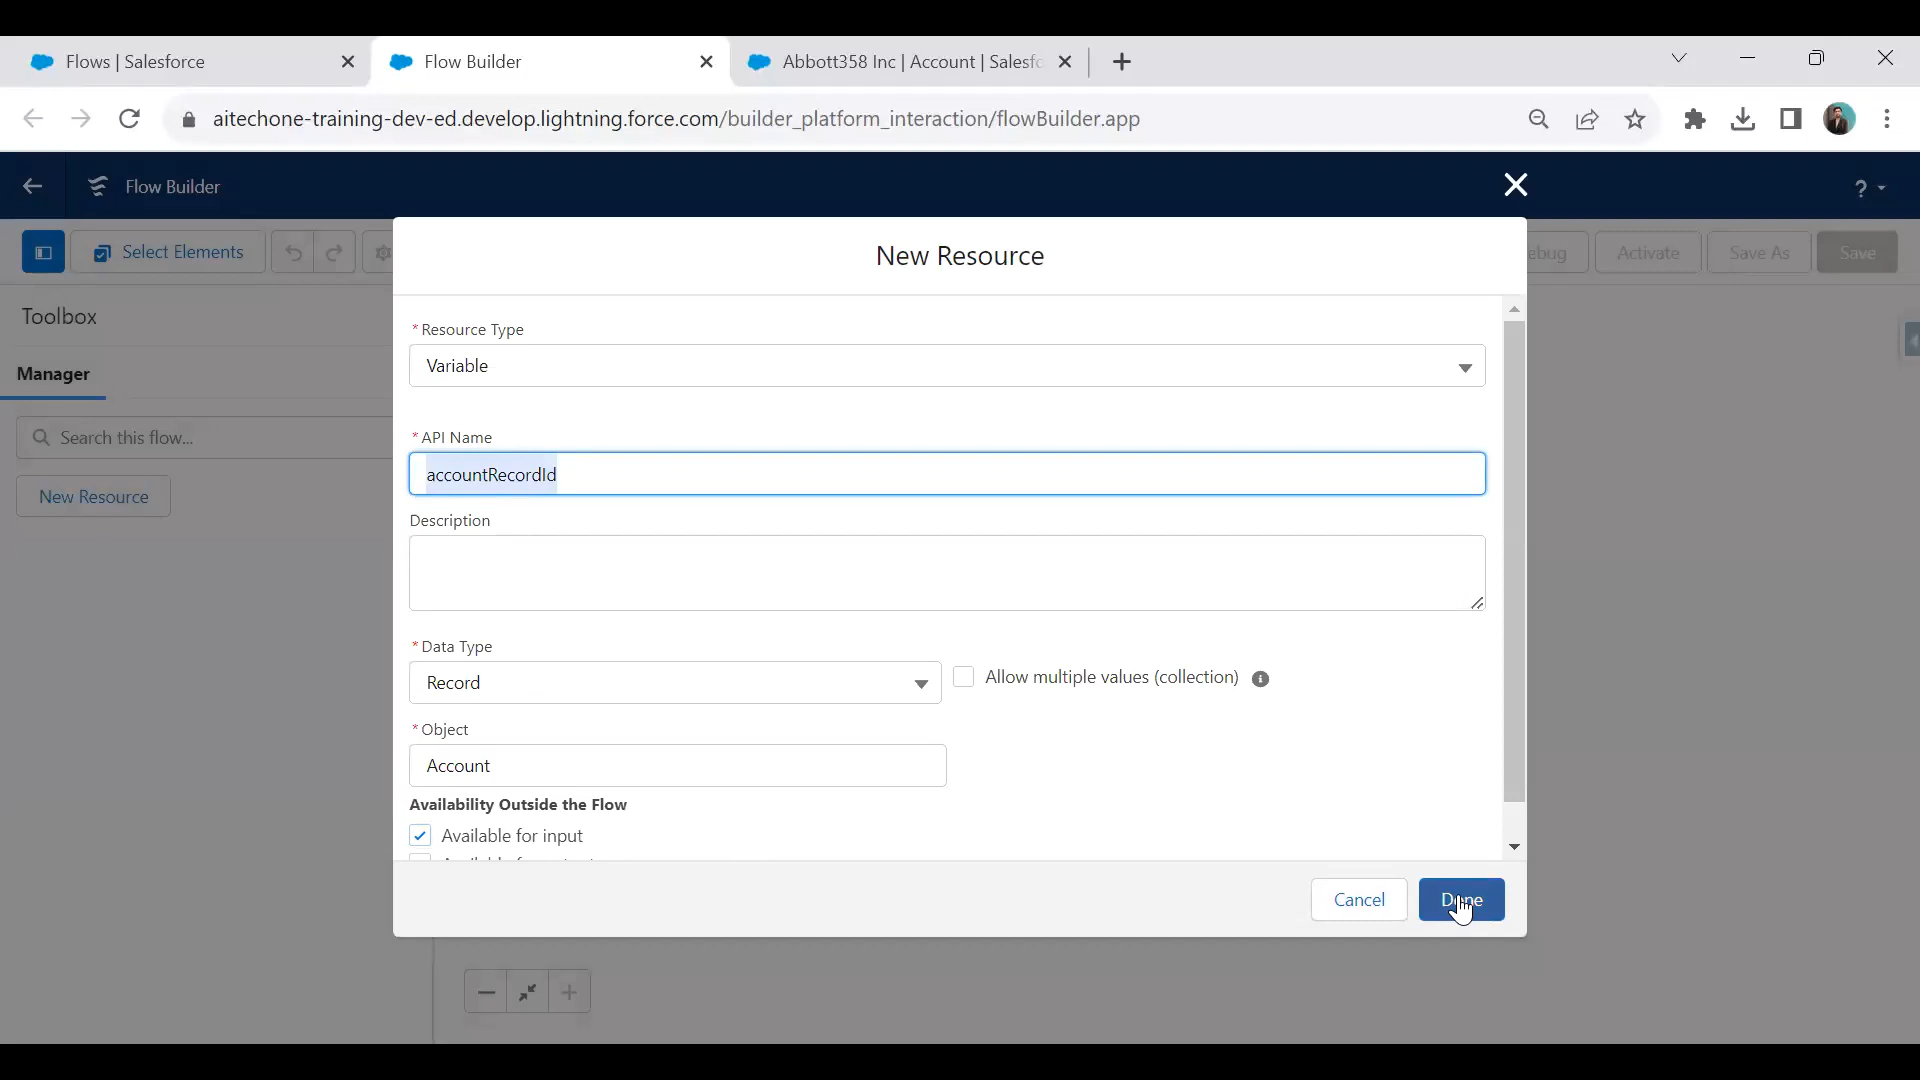 Flows | Salesforce
Flow Builder
Abbott358 Inc | Account | Salesfo
aitechone-training-dev-ed.develop.lightning.force.com/builder_platform_interaction/flowBuilder.app
Flow Builder
?
Select Elements
ebug
Activate
Save As
Save
Toolbox
Manager
Search this flow...
New Resource
New Resource
* Resource Type
Variable
* API Name
accountRecordId
Description
* Data Type
Record
Allow multiple values (collection)
* Object
Account
Availability Outside the Flow
Available for input
Cancel
Done